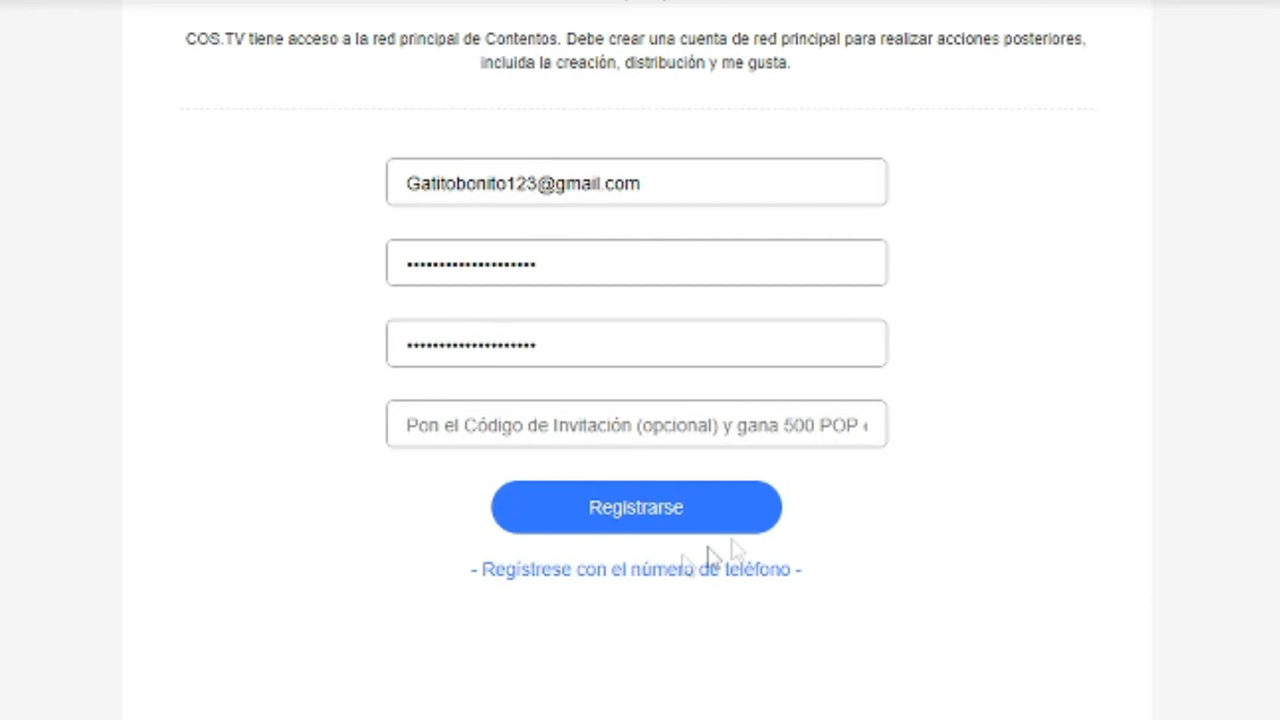 COS.TV tiene acceso a la red principal de Contentos. Debe crear una cuenta de red principal para realizar acciones posteriores,
incluida la creación, distribución y me gusta.
Gatitobonito123@gmail.com
••••••••••••••••••••
••••••••••••••••••••
Pon el Código de Invitación (opcional) y gana 500 POP
Registrarse
- Regístrese con el número de teléfono -